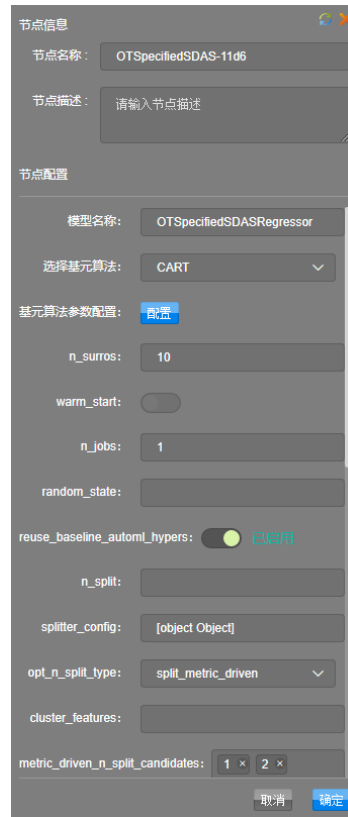 节点信息
节点名称： OTSpecifiedSDAS-11d6
节点描述： 请输入节点描述
节点配置
模型名称： OTSpecifiedSDASRegressor
选择基元算法： CART
基元算法参数配置： 配置
n_surros： 10
warm_start：
n_jobs： 1
random_state：
reuse_baseline_automl_hypers： 已启用
n_split：
splitter_config： [object Object]
opt_n_split_type： split_metric_driven
cluster_features：
metric_driven_n_split_candidates： 1 × 2 ×
取消 确定